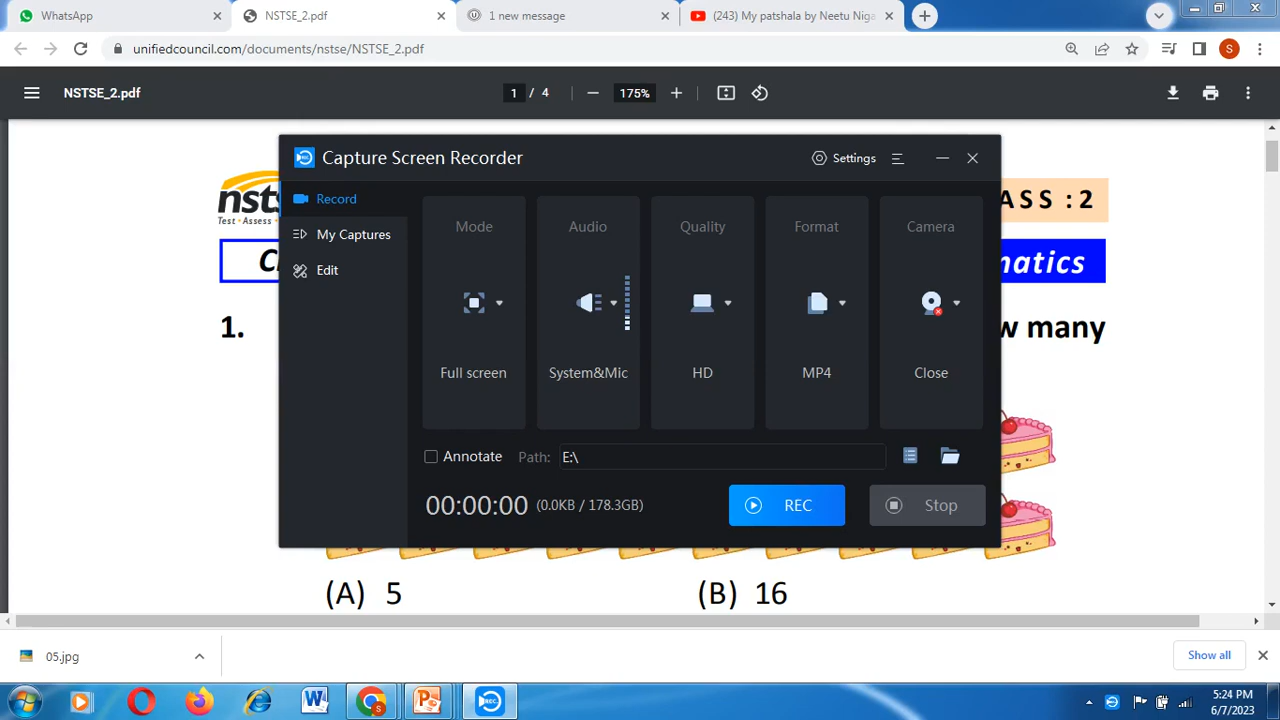 WhatsApp
NSTSE_2.pdf
1 new message
(243) My patshala by Neetu Niga
unifiedcouncil.com/documents/nstse/NSTSE_2.pdf
S
NSTSE_2.pdf
1 / 4
175%
Capture Screen Recorder
Settings
Record
My Captures
Edit
Mode
Full screen
Audio
System&Mic
Quality
HD
Format
MP4
Camera
Close
Annotate
Path: E:\
00:00:00 (0.0KB / 178.3GB)
REC
Stop
nsts
Test · Assess ·
ASS : 2
matics
1.
w many
(A) 5
(B) 16
05.jpg
Show all
5:24 PM
6/7/2023